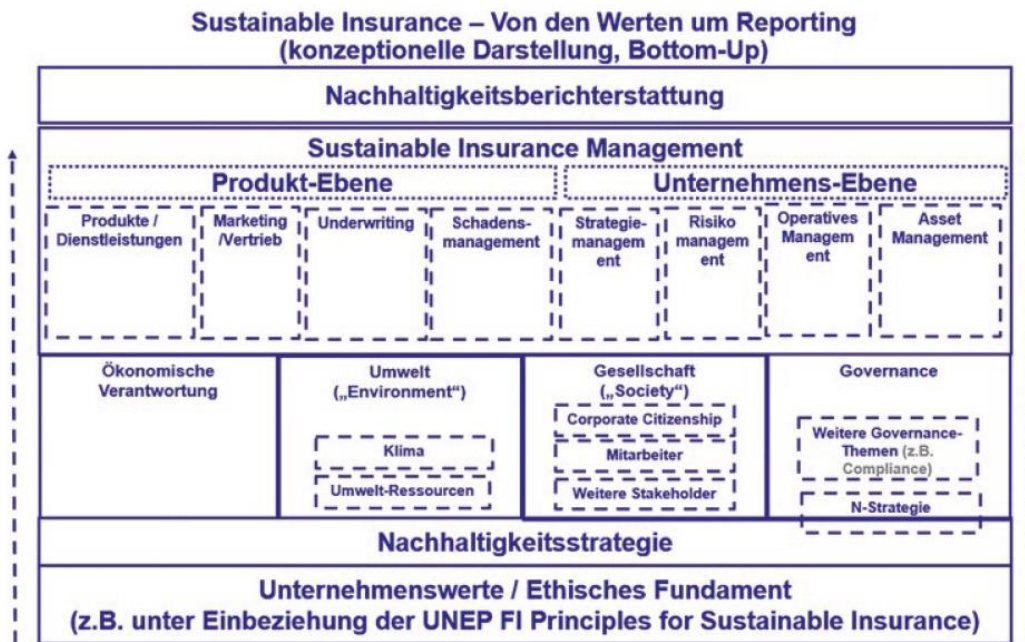 Sustainable Insurance – Von den Werten um Reporting
(konzeptionelle Darstellung, Bottom-Up)
Nachhaltigkeitsberichterstattung
Sustainable Insurance Management
Produkt-Ebene
Unternehmens-Ebene
Produkte /
Dienstleistungen
Marketing
/Vertrieb
Underwriting
Schadens-
management
Strategie-
managem
ent
Risiko
managem
ent
Operatives
Managem
ent
Asset
Management
Ökonomische
Verantwortung
Umwelt
(„Environment“)
Klima
Umwelt-Ressourcen
Gesellschaft
(„Society“)
Corporate Citizenship
Mitarbeiter
Weitere Stakeholder
Governance
Weitere Governance-
Themen (z.B.
Compliance)
N-Strategie
Nachhaltigkeitsstrategie
Unternehmenswerte / Ethisches Fundament
(z.B. unter Einbeziehung der UNEP FI Principles for Sustainable Insurance)